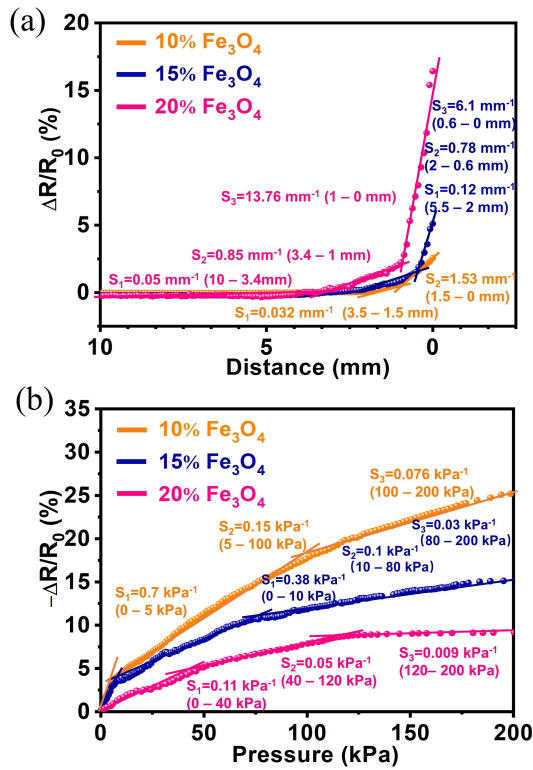 (a)
20
15
10
5
0
ΔR/R₀ (%)
10% Fe₃O₄
15% Fe₃O₄
20% Fe₃O₄
S₃=6.1 mm⁻¹
(0.6 – 0 mm)
S₂=0.78 mm⁻¹
(2 – 0.6 mm)
S₁=0.12 mm⁻¹
(5.5 – 2 mm)
S₃=13.76 mm⁻¹ (1 – 0 mm)
S₂=0.85 mm⁻¹ (3.4 – 1 mm)
S₁=0.05 mm⁻¹ (10 – 3.4mm)
S₂=1.53 mm⁻¹
(1.5 – 0 mm)
S₁=0.032 mm⁻¹ (3.5 – 1.5 mm)
10
5
0
Distance (mm)
(b)
35
30
25
20
15
10
5
0
-ΔR/R₀ (%)
10% Fe₃O₄
15% Fe₃O₄
20% Fe₃O₄
S₃=0.076 kPa⁻¹
(100 – 200 kPa)
S₂=0.15 kPa⁻¹
(5 – 100 kPa)
S₃=0.03 kPa⁻¹
(80 – 200 kPa)
S₂=0.1 kPa⁻¹
(10 – 80 kPa)
S₁=0.7 kPa⁻¹
(0 – 5 kPa)
S₁=0.38 kPa⁻¹
(0 – 10 kPa)
S₂=0.05 kPa⁻¹
(40 – 120 kPa)
S₃=0.009 kPa⁻¹
(120 – 200 kPa)
S₁=0.11 kPa⁻¹
(0 – 40 kPa)
0
50
100
150
200
Pressure (kPa)